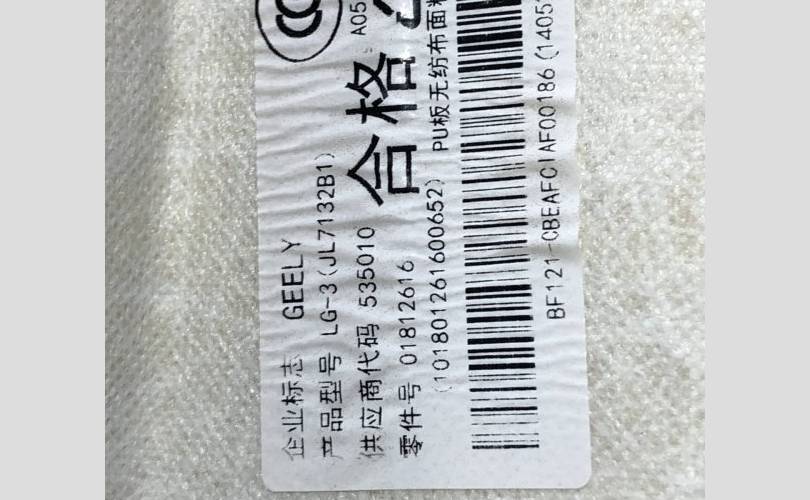 企业标志 GEELY
产品型号 LG-3(JL7132B1)
供应商代码 535010
合格
零件号 01812616
(101801261600652) PU板无纺布面料
BF121-CBEAFC1AF00186(1405
A05